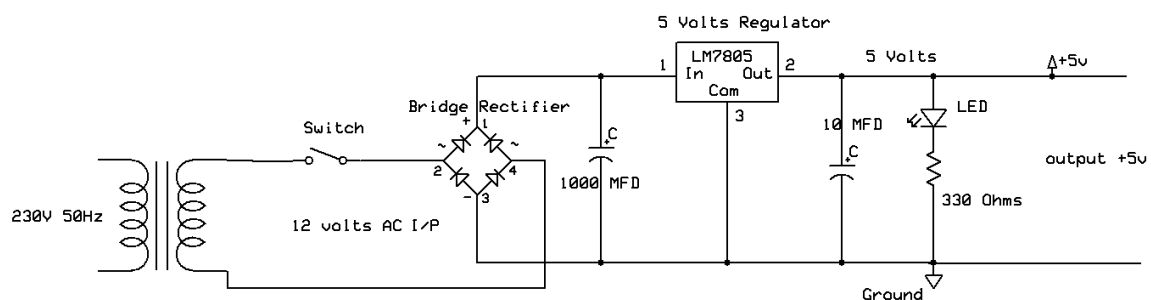 5 Volts Regulator
LM7805
1 In Out 2
Com
3
5 Volts
+5v
Bridge Rectifier
+ 1
~ ~
2 4
3
-
Switch
C
+
1000 MFD
10 MFD
C
+
LED
330 Ohms
output +5v
230V 50Hz
12 volts AC I/P
Ground